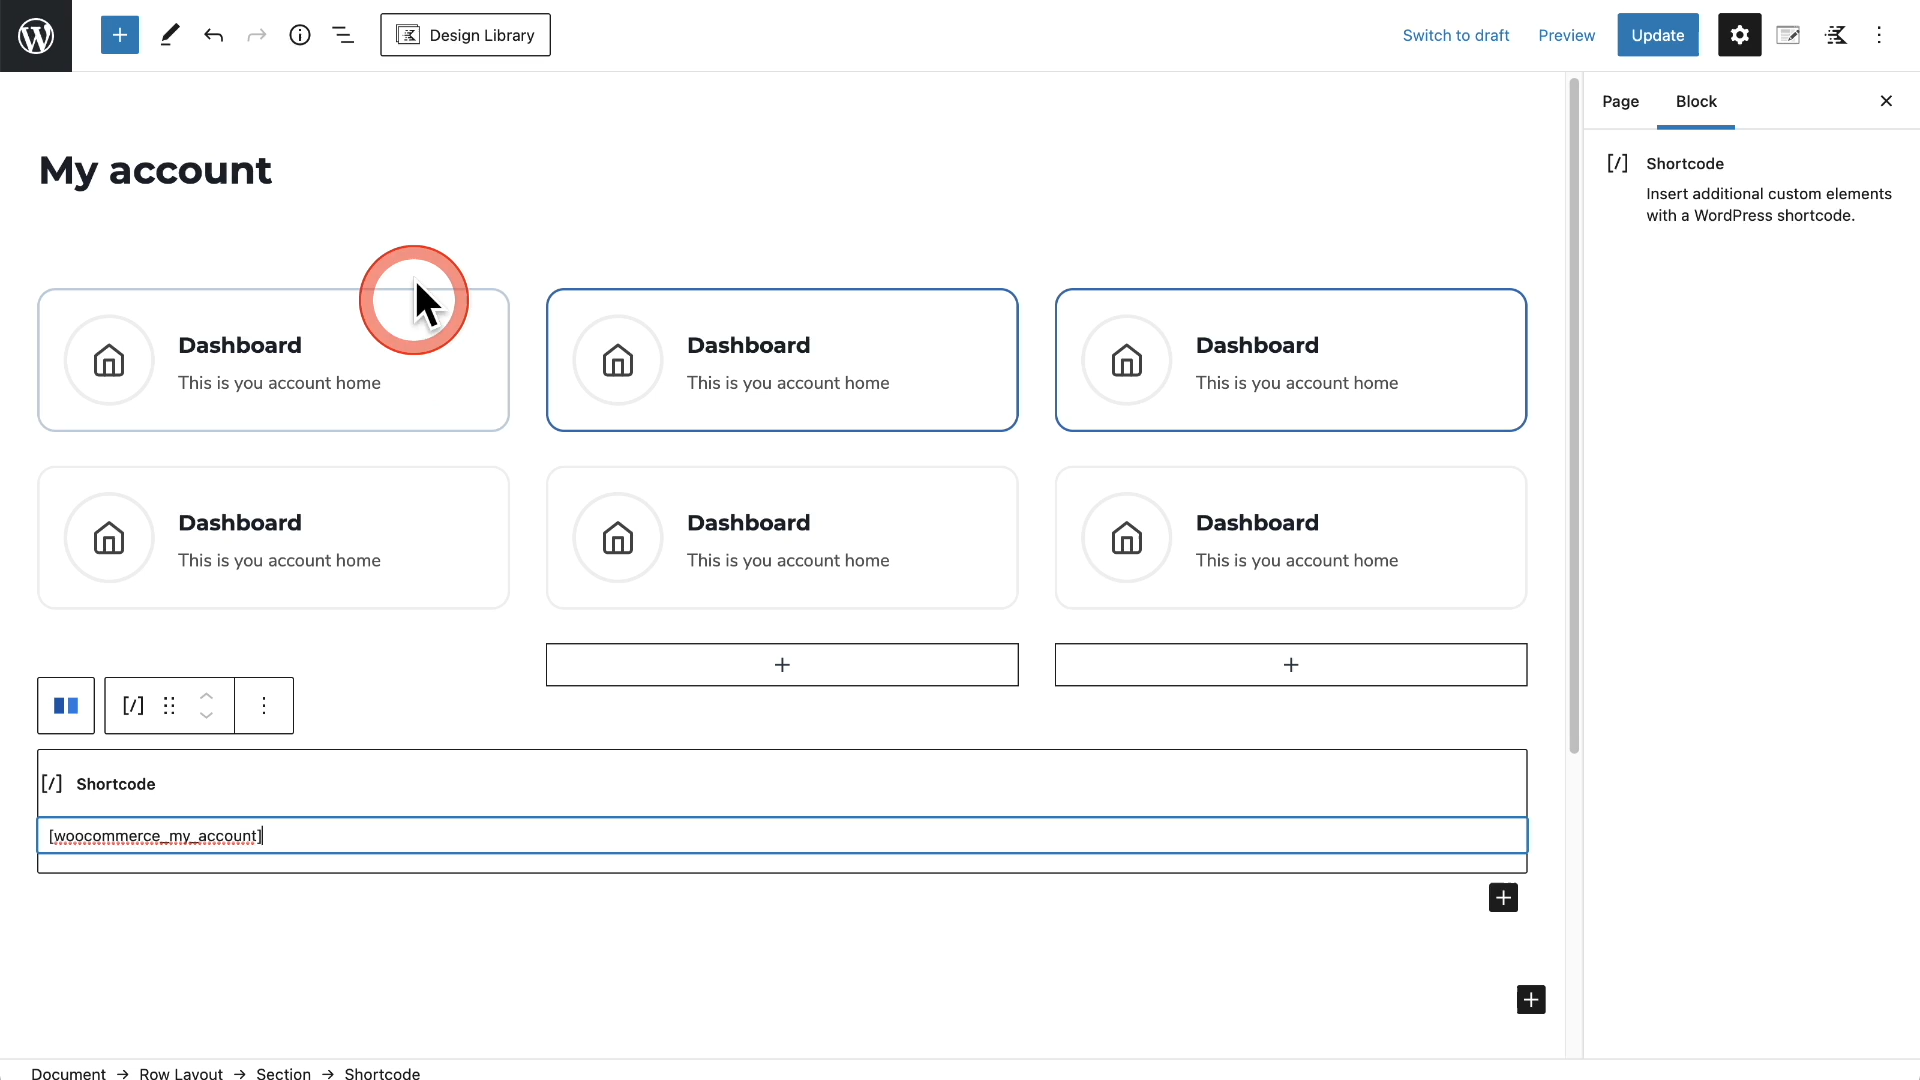 Design Library
Switch to draft
Preview
Update
Page
Block
Shortcode
Insert additional custom elements
with a WordPress shortcode.
My account
Dashboard
This is you account home
Dashboard
This is you account home
Dashboard
This is you account home
Dashboard
This is you account home
Dashboard
This is you account home
Dashboard
This is you account home
[/] Shortcode
[woocommerce_my_account]
Document → Row Layout → Section → Shortcode